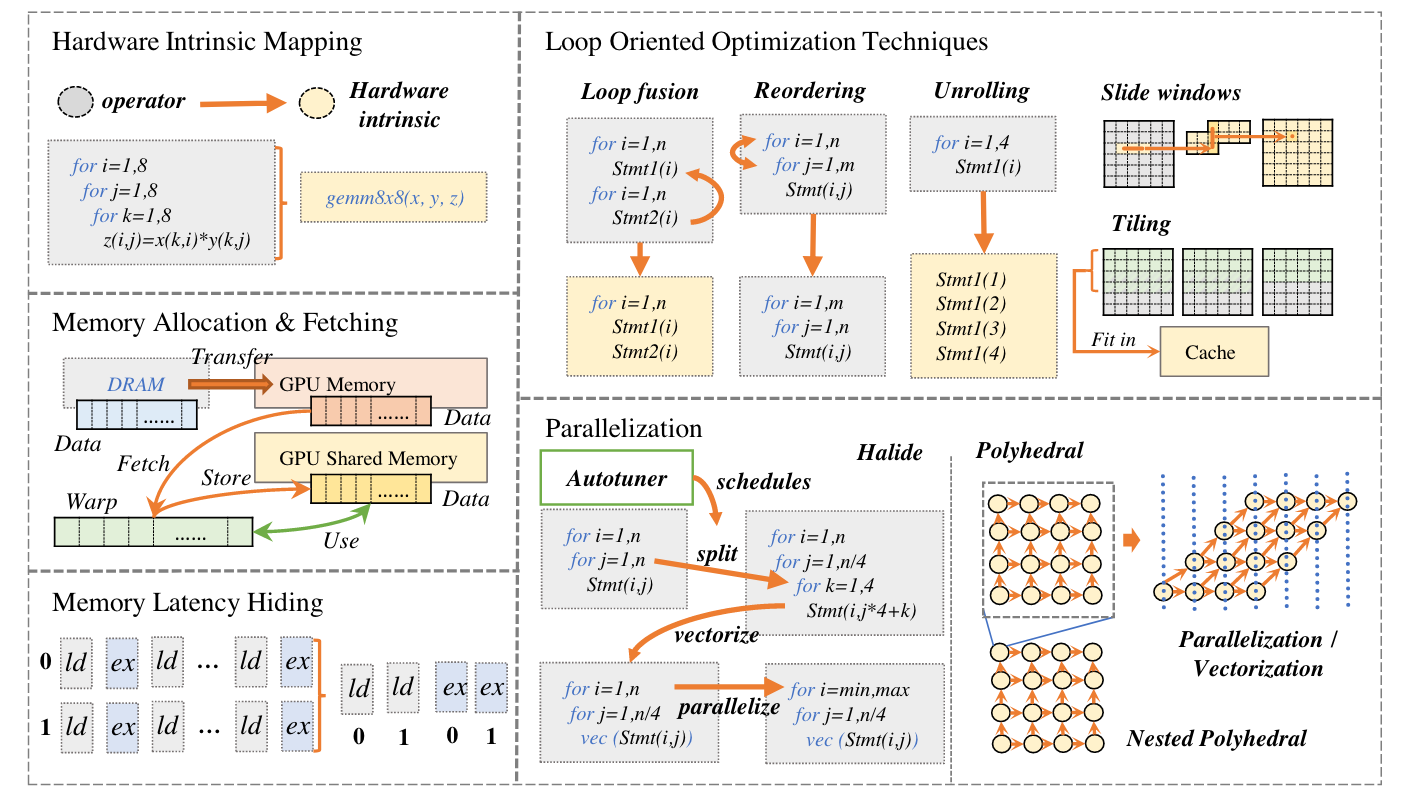 Hardware Intrinsic Mapping
operator
Hardware
intrinsic
for i=1,8
for j=1,8
for k=1,8
z(i,j)=x(k,i)*y(k,j)
gemm8x8(x, y, z)
Memory Allocation & Fetching
Transfer
DRAM
GPU Memory
......
......
Data
Data
GPU Shared Memory
Fetch
Store
......
Data
Warp
......
Use
Memory Latency Hiding
0 ld ex ld ... ld ex
1 ld ex ld ... ld ex
ld ld ex ex
0 1 0 1
Loop Oriented Optimization Techniques
Loop fusion
for i=1,n
Stmt1(i)
for i=1,n
Stmt2(i)
for i=1,n
Stmt1(i)
Stmt2(i)
Reordering
for i=1,n
for j=1,m
Stmt(i,j)
for i=1,m
for j=1,n
Stmt(i,j)
Unrolling
for i=1,4
Stmt1(i)
Stmt1(1)
Stmt1(2)
Stmt1(3)
Stmt1(4)
Slide windows
Tiling
Fit in
Cache
Parallelization
Halide
Autotuner
schedules
for i=1,n
for j=1,n
Stmt(i,j)
split
for i=1,n
for j=1,n/4
for k=1,4
Stmt(i,j*4+k)
vectorize
for i=1,n
for j=1,n/4
vec (Stmt(i,j))
parallelize
for i=min,max
for j=1,n/4
vec (Stmt(i,j))
Polyhedral
Parallelization /
Vectorization
Nested Polyhedral